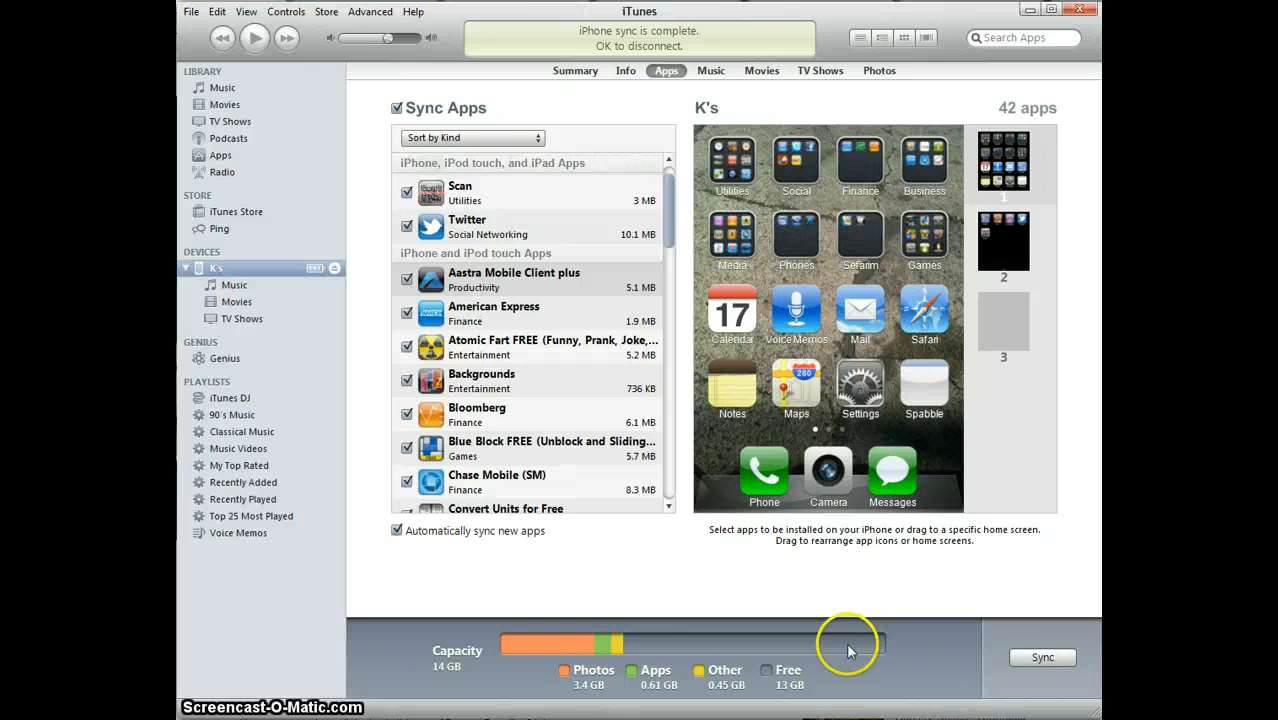 File Edit View Controls Store Advanced Help
iTunes
iPhone sync is complete.
OK to disconnect.
Search Apps
Summary Info Apps Music Movies TV Shows Photos
LIBRARY
Music
Movies
TV Shows
Podcasts
Apps
Radio
STORE
iTunes Store
Ping
DEVICES
K's
Music
Movies
TV Shows
GENIUS
Genius
PLAYLISTS
iTunes DJ
90's Music
Classical Music
Music Videos
My Top Rated
Recently Added
Recently Played
Top 25 Most Played
Voice Memos
Sync Apps
Sort by Kind
iPhone, iPod touch, and iPad Apps
Scan
Utilities 3 MB
Twitter
Social Networking 10.1 MB
iPhone and iPod touch Apps
Aastra Mobile Client plus
Productivity 5.1 MB
American Express
Finance 1.9 MB
Atomic Fart FREE (Funny, Prank, Joke,...
Entertainment 5.2 MB
Backgrounds
Entertainment 736 KB
Bloomberg
Finance 6.1 MB
Blue Block FREE (Unblock and Sliding...
Games 5.7 MB
Chase Mobile (SM)
Finance 8.3 MB
Convert Units for Free
Automatically sync new apps
K's 42 apps
Utilities Social Finance Business
Media Phones Sefarim Games
17
Calendar Voice Memos Mail Safari
280
Notes Maps Settings Spabble
Phone Camera Messages
1
2
3
Select apps to be installed on your iPhone or drag to a specific home screen.
Drag to rearrange app icons or home screens.
Capacity
14 GB
Photos Apps Other Free
3.4 GB 0.61 GB 0.45 GB 13 GB
Sync
Screencast-O-Matic.com